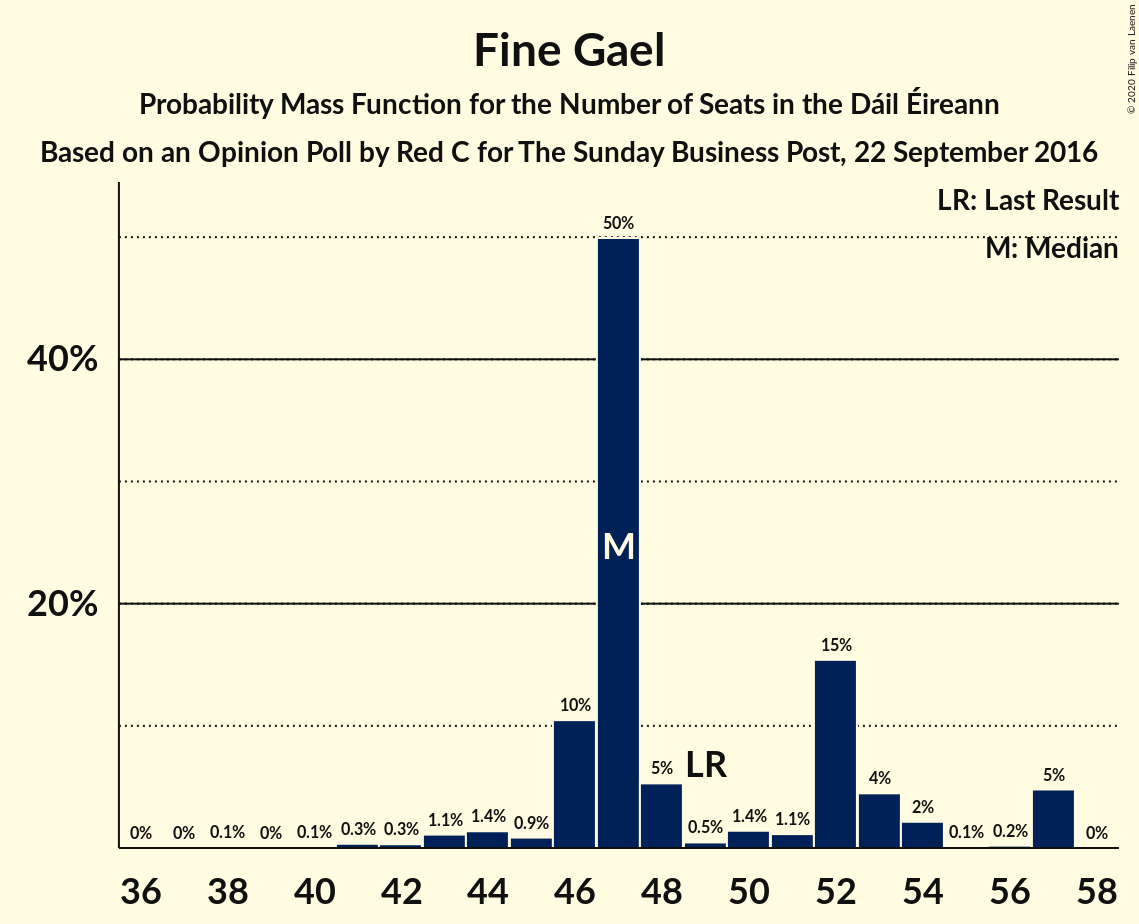 Fine Gael
Probability Mass Function for the Number of Seats in the Dáil Éireann
Based on an Opinion Poll by Red C for The Sunday Business Post, 22 September 2016
© 2020 Filip van Laenen
LR: Last Result
M: Median
50%
40%
M
20%
15%
10%
LR
5% 4% 5%
0% 0% 0.1% 0% 0.1% 0.3% 0.3% 1.1% 1.4% 0.9% 0.5% 1.4% 1.1% 2% 0.1% 0.2% 0%
36 38 40 42 44 46 48 50 52 54 56 58